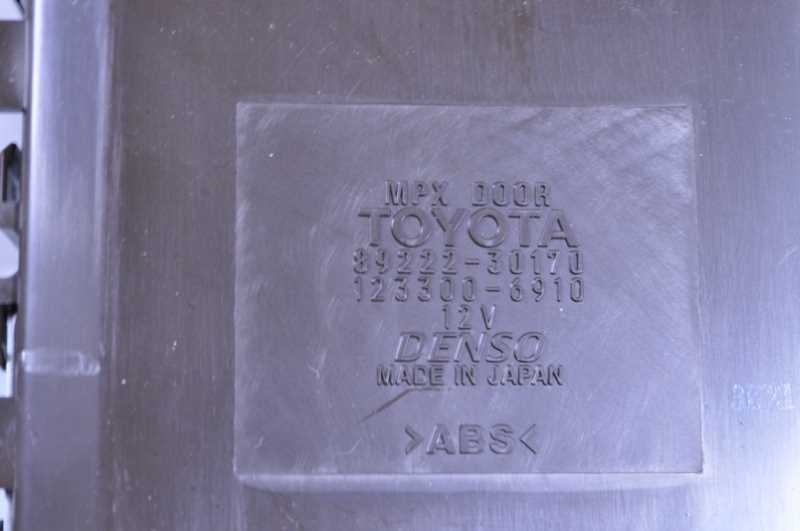 MPX DOOR
TOYOTA
89222-30170
123300-6910
12V
DENSO
MADE IN JAPAN
>ABS<